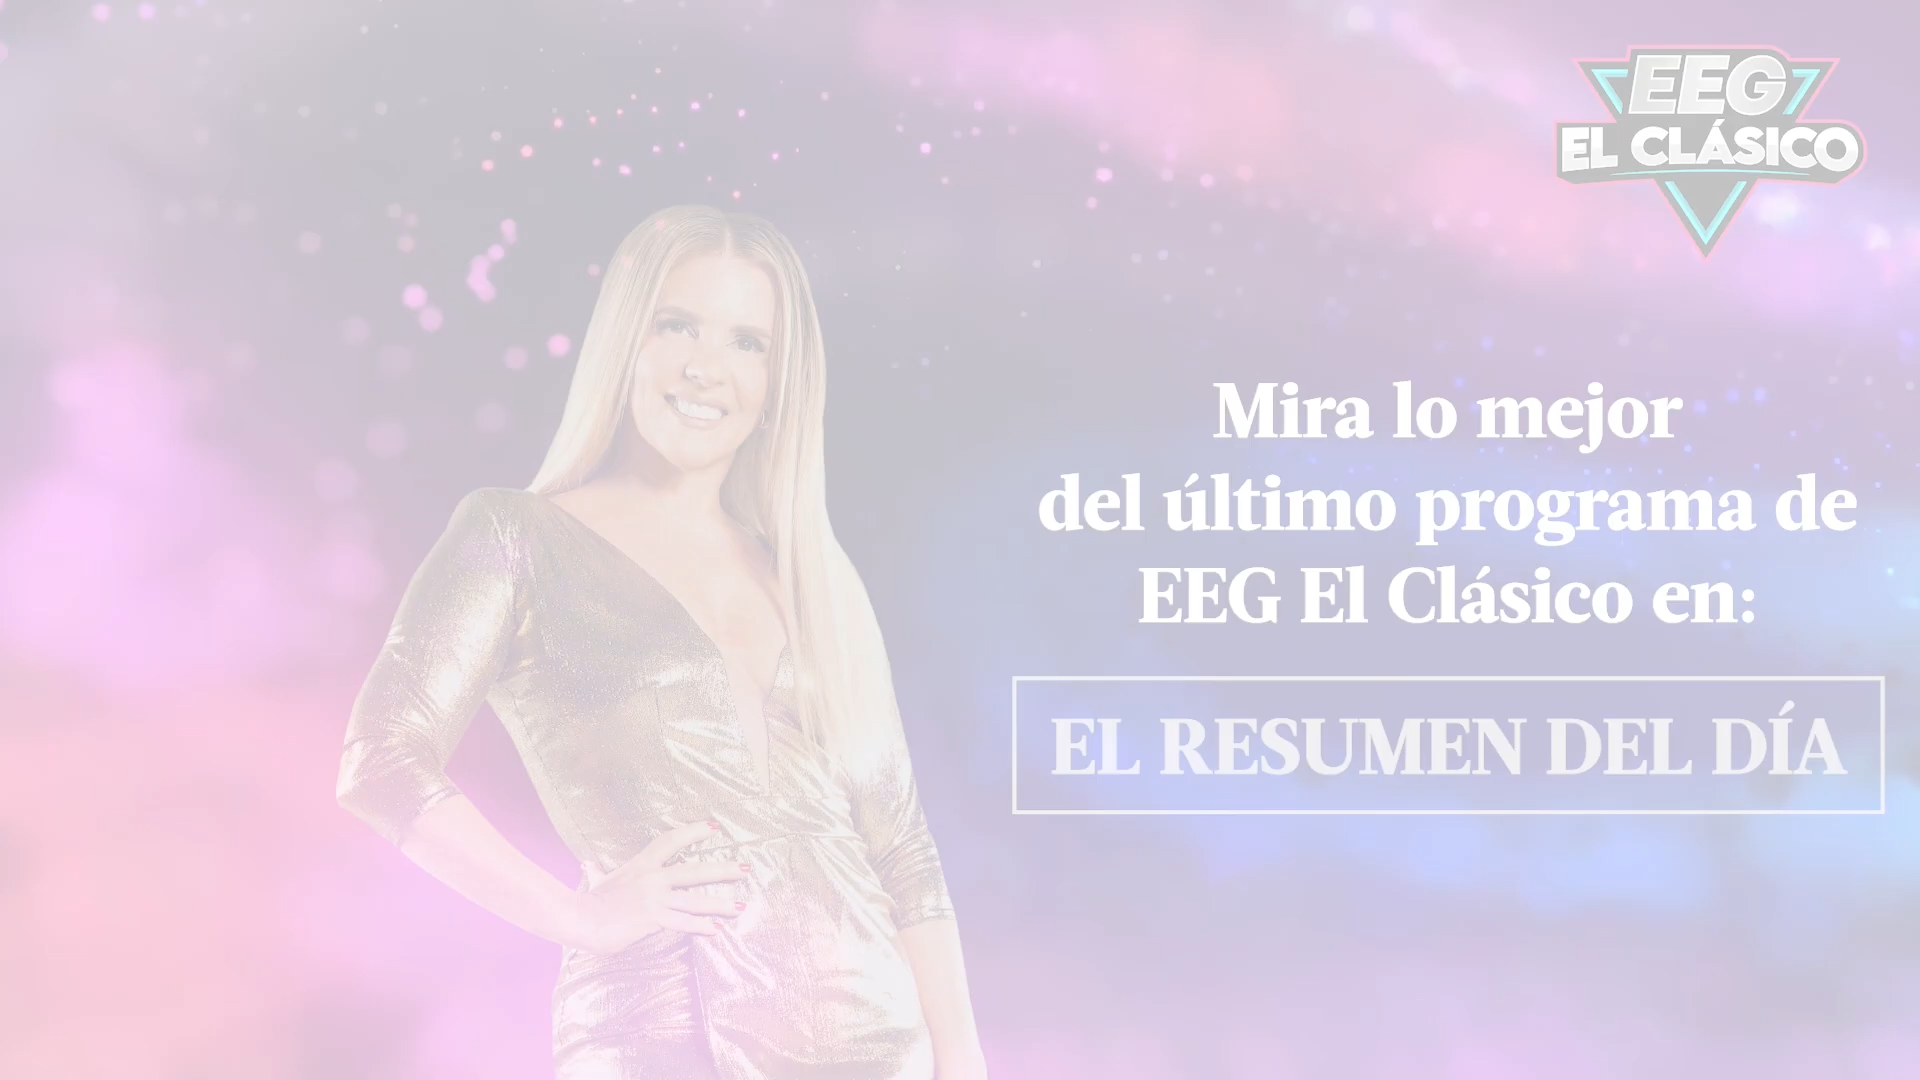 EEG
EL CLÁSICO
Mira lo mejor
del último programa de
EEG El Clásico en:
EL RESUMEN DEL DÍA